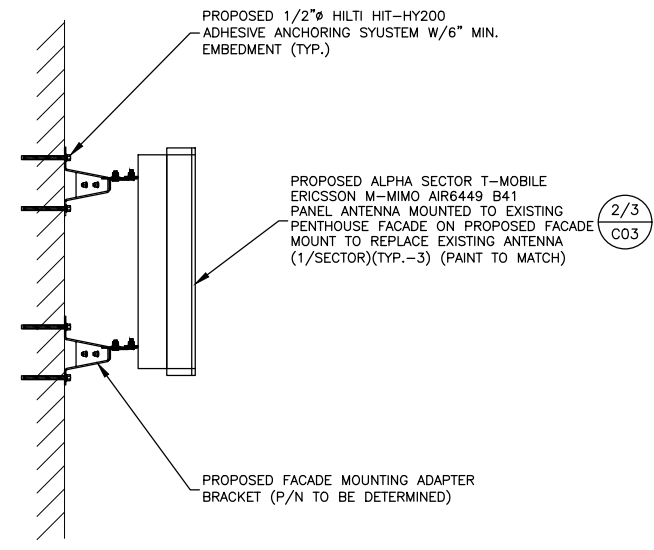 PROPOSED 1/2"ø HILTI HIT-HY200
ADHESIVE ANCHORING SYUSTEM W/6" MIN.
EMBEDMENT (TYP.)
PROPOSED ALPHA SECTOR T-MOBILE
ERICSSON M-MIMO AIR6449 B41
PANEL ANTENNA MOUNTED TO EXISTING
PENTHOUSE FACADE ON PROPOSED FACADE
MOUNT TO REPLACE EXISTING ANTENNA
(1/SECTOR)(TYP.-3) (PAINT TO MATCH)
2/3
C03
PROPOSED FACADE MOUNTING ADAPTER
BRACKET (P/N TO BE DETERMINED)